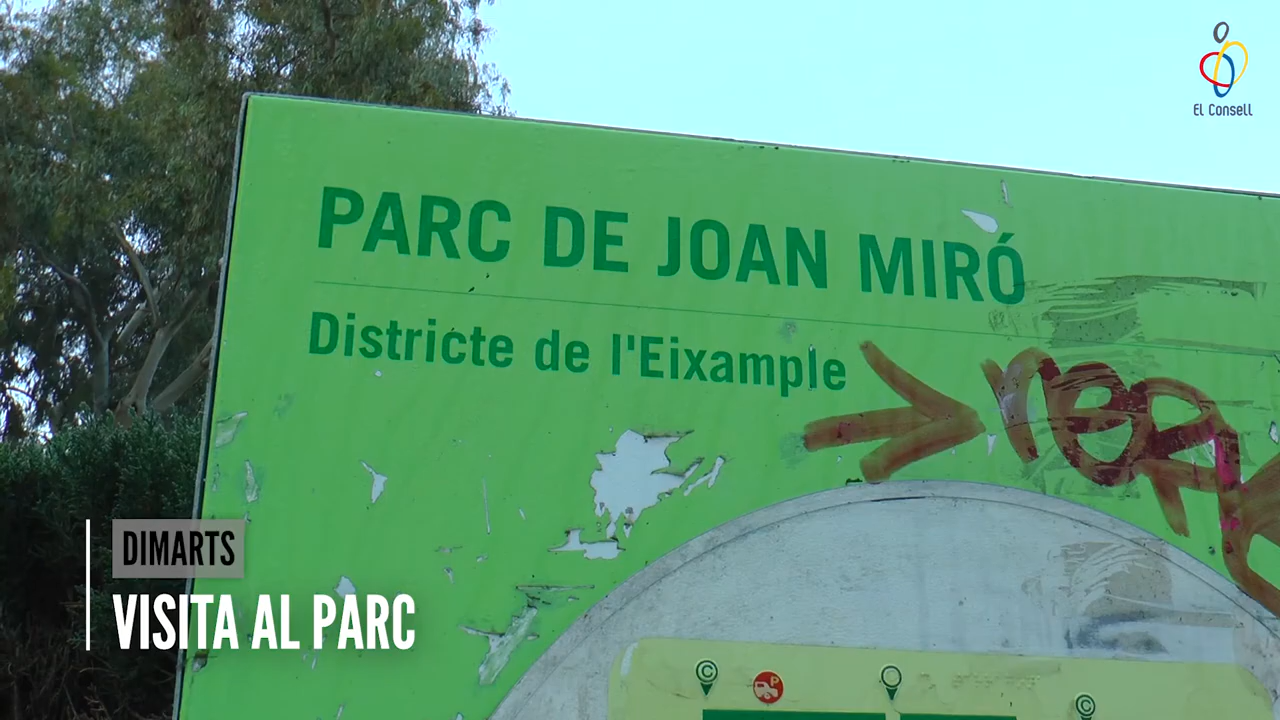 El Consell
PARC DE JOAN MIRÓ
Districte de l'Eixample
DIMARTS
VISITA AL PARC